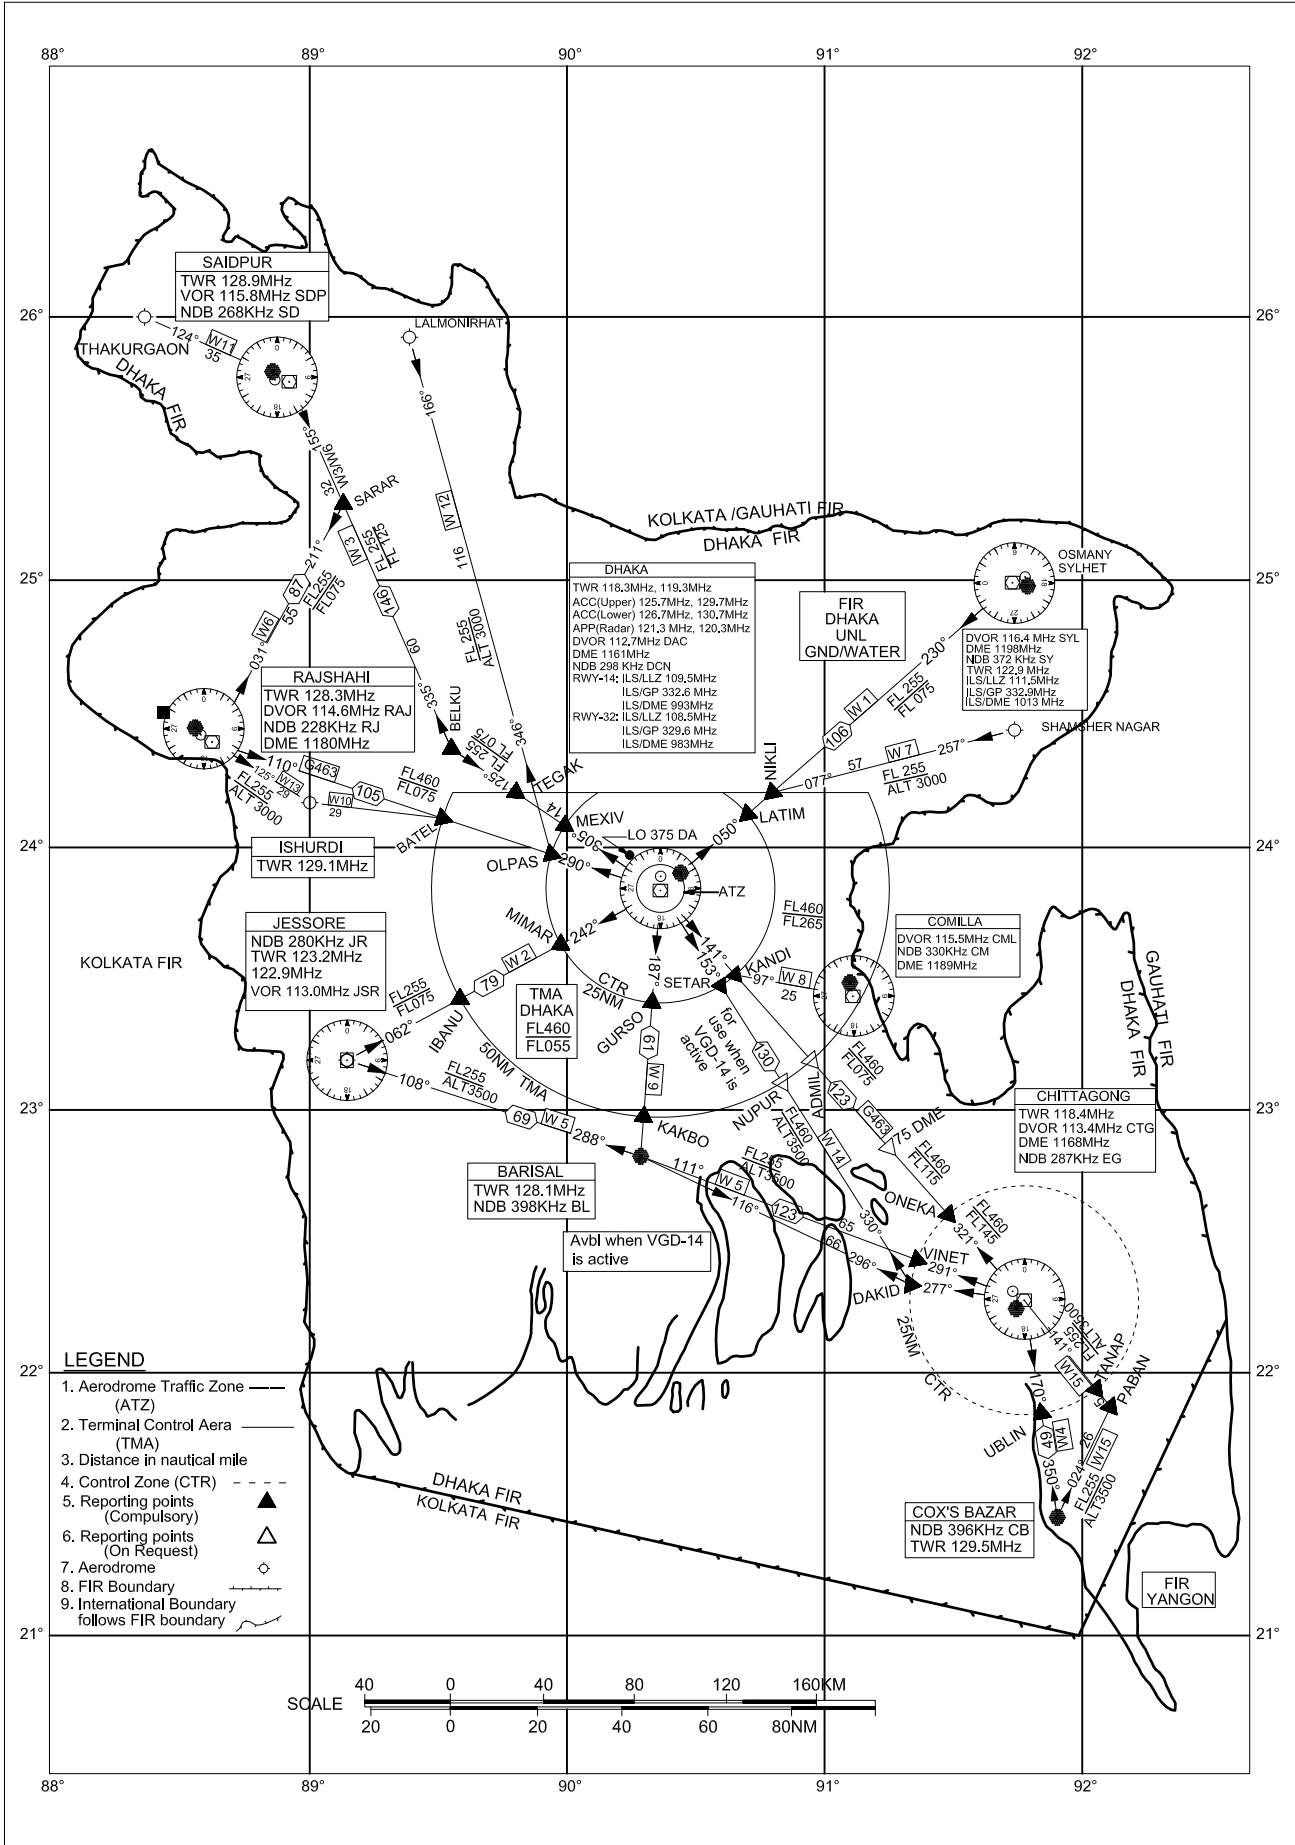 88°
89°
90°
91°
92°
26°
25°
24°
23°
22°
21°
26°
25°
24°
23°
22°
21°
88°
89°
90°
91°
92°
SAIDPUR
TWR 128.9MHz
VOR 115.8MHz SDP
NDB 268KHz SD
THAKURGAON
124°
W11
35
DHAKA FIR
LALMONIRHAT
166°
W 12
116
FL 255
ALT 3000
346°
155°
W3/W6
32
SARAR
W 3
FL 255
FL 125
146
60
335°
BELKU
211°
87
55
FL255
FL075
W6
031°
KOLKATA /GAUHATI FIR
DHAKA FIR
RAJSHAHI
TWR 128.3MHz
DVOR 114.6MHz RAJ
NDB 228KHz RJ
DME 1180MHz
110°
G463
105
FL460
FL075
125°
W13
29
FL255
ALT 3000
W10
29
BATEL
ISHURDI
TWR 129.1MHz
FL 255
FL 075
125°
TEGAK
114
MEXIV
305°
OLPAS
290°
LO 375 DA
ATZ
DHAKA
TWR 118.3MHz, 119.3MHz
ACC(Upper) 125.7MHz, 129.7MHz
ACC(Lower) 126.7MHz, 130.7MHz
APP(Radar) 121.3 MHz, 120.3MHz
DVOR 112.7MHz DAC
DME 1161MHz
NDB 298 KHz DCN
RWY-14: ILS/LLZ 109.5MHz
ILS/GP 332.6 MHz
ILS/DME 993MHz
RWY-32: ILS/LLZ 108.5MHz
ILS/GP 329.6 MHz
ILS/DME 983MHz
FIR
DHAKA
UNL
GND/WATER
OSMANY
SYLHET
DVOR 116.4 MHz SYL
DME 1198MHz
NDB 372 KHz SY
TWR 122.9 MHz
ILS/LLZ 111.5MHz
ILS/GP 332.9MHz
ILS/DME 1013 MHz
230°
FL 255
FL 075
W 1
106
SHAMSHER NAGAR
257°
W 7
57
077°
FL 255
ALT 3000
NIKLI
LATIM
050°
FL460
FL265
JESSORE
NDB 280KHz JR
TWR 123.2MHz
122.9MHz
VOR 113.0MHz JSR
KOLKATA FIR
MIMAR
242°
W 2
79
FL255
FL075
062°
IBANU
TMA
DHAKA
FL460
FL055
CTR
25NM
50NM TMA
187°
GURSO
61
W 9
KAKBO
141°
153°
SETAR
KANDI
97°
W 8
25
COMILLA
DVOR 115.5MHz CML
NDB 330KHz CM
DME 1189MHz
for
use when
VGD-14 is
active
130
NUPUR
FL460
ALT3500
W 14
330°
ADMIL
FL460
FL075
123
G463
75 DME
FL460
FL115
ONEKA
FL460
FL145
321°
108°
FL255
ALT3500
69
W 5
288°
BARISAL
TWR 128.1MHz
NDB 398KHz BL
Avbl when VGD-14
is active
111°
W 5
123
65
FL255
ALT3500
116°
66
296°
VINET
291°
DAKID
277°
25NM
CTR
CHITTAGONG
TWR 118.4MHz
DVOR 113.4MHz CTG
DME 1168MHz
NDB 287KHz EG
GAUHATI FIR
DHAKA FIR
141°
FL255
ALT3500
W15
TANAP
PABAN
170°
UBLIN
W4
49
350°
024°
26
W15
FL255
ALT3500
COX'S BAZAR
NDB 396KHz CB
TWR 129.5MHz
FIR
YANGON
DHAKA FIR
KOLKATA FIR
LEGEND
1. Aerodrome Traffic Zone
(ATZ)
2. Terminal Control Aera
(TMA)
3. Distance in nautical mile
4. Control Zone (CTR)
5. Reporting points
(Compulsory)
6. Reporting points
(On Request)
7. Aerodrome
8. FIR Boundary
9. International Boundary
follows FIR boundary
SCALE
40 0 40 80 120 160KM
20 0 20 40 60 80NM